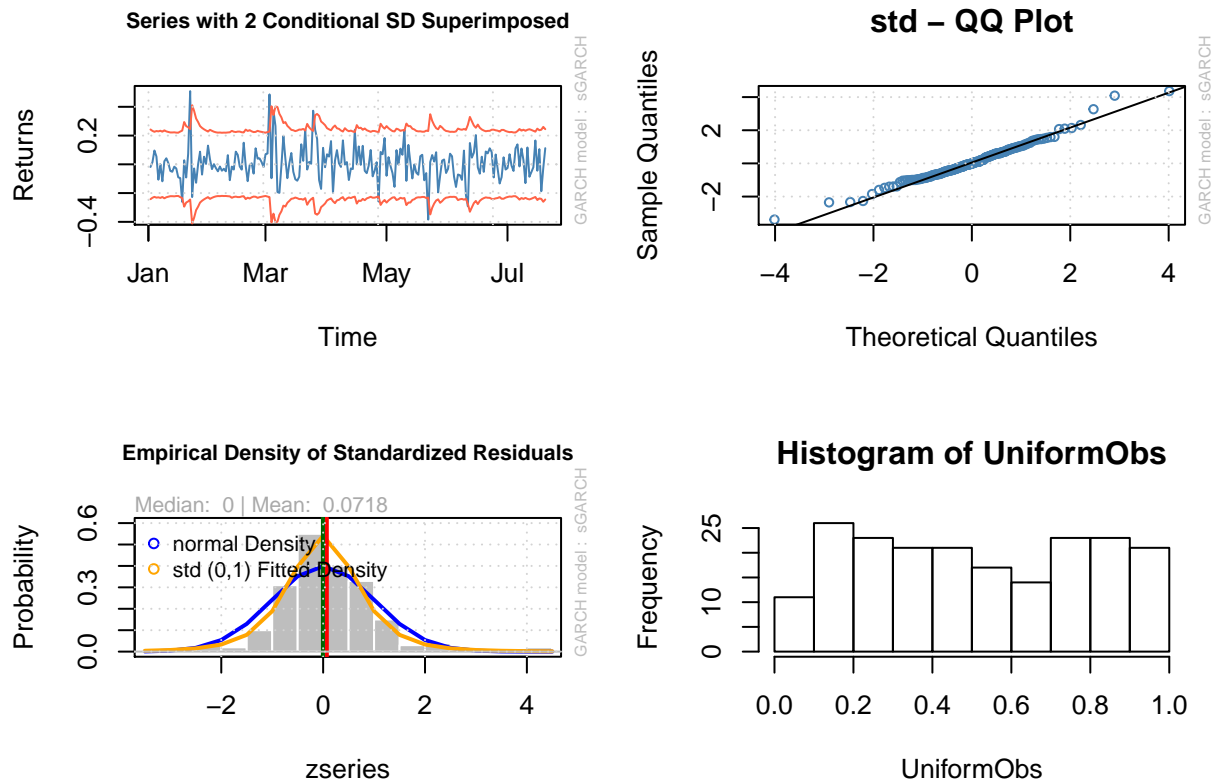 Series with 2 Conditional SD Superimposed
Returns
0.2
−0.4
Jan Mar May Jul
Time
GARCH model : sGARCH
std − QQ Plot
Sample Quantiles
2
−2
−4 −2 0 2 4
Theoretical Quantiles
GARCH model : sGARCH
Empirical Density of Standardized Residuals
Median: 0 | Mean: 0.0718
Probability
0.6
0.3
0.0
normal Density
std (0,1) Fitted Density
−2 0 2 4
zseries
GARCH model : sGARCH
Histogram of UniformObs
Frequency
25
10
0
0.0 0.2 0.4 0.6 0.8 1.0
UniformObs